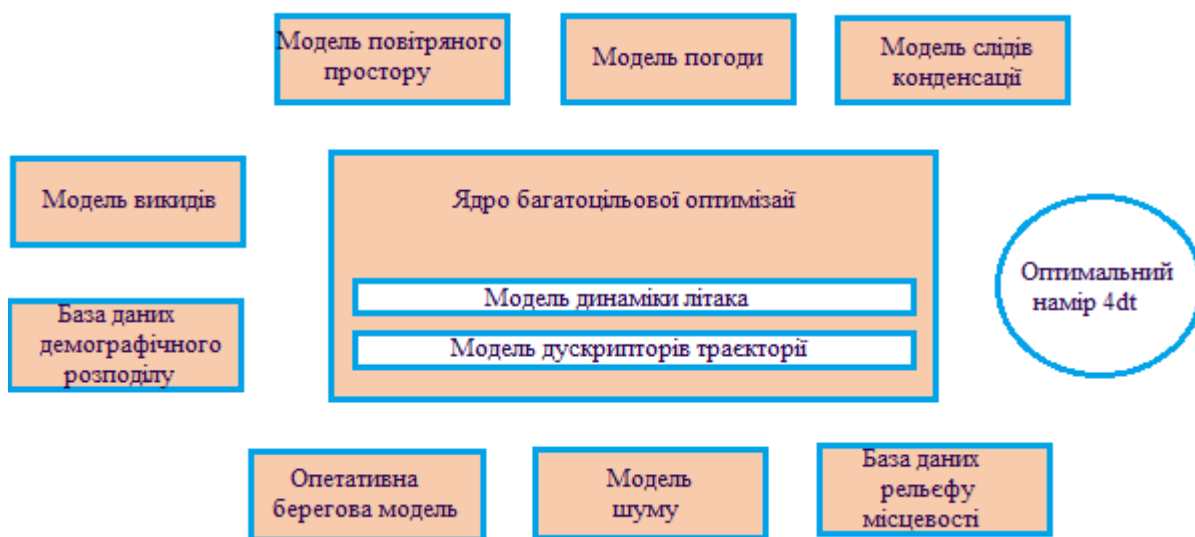 Модель повітряного
простору
Модель погоди
Модель слідів
конденсації
Модель викидів
Ядро багатоцільової оптимізаії
Модель динаміки літака
Модель дускрипторів траєкторії
Оптимальний
намір 4dt
База даних
демографічного
розподілу
Опетативна
берегова модель
Модель
шуму
База даних
рельєфу
місцевості